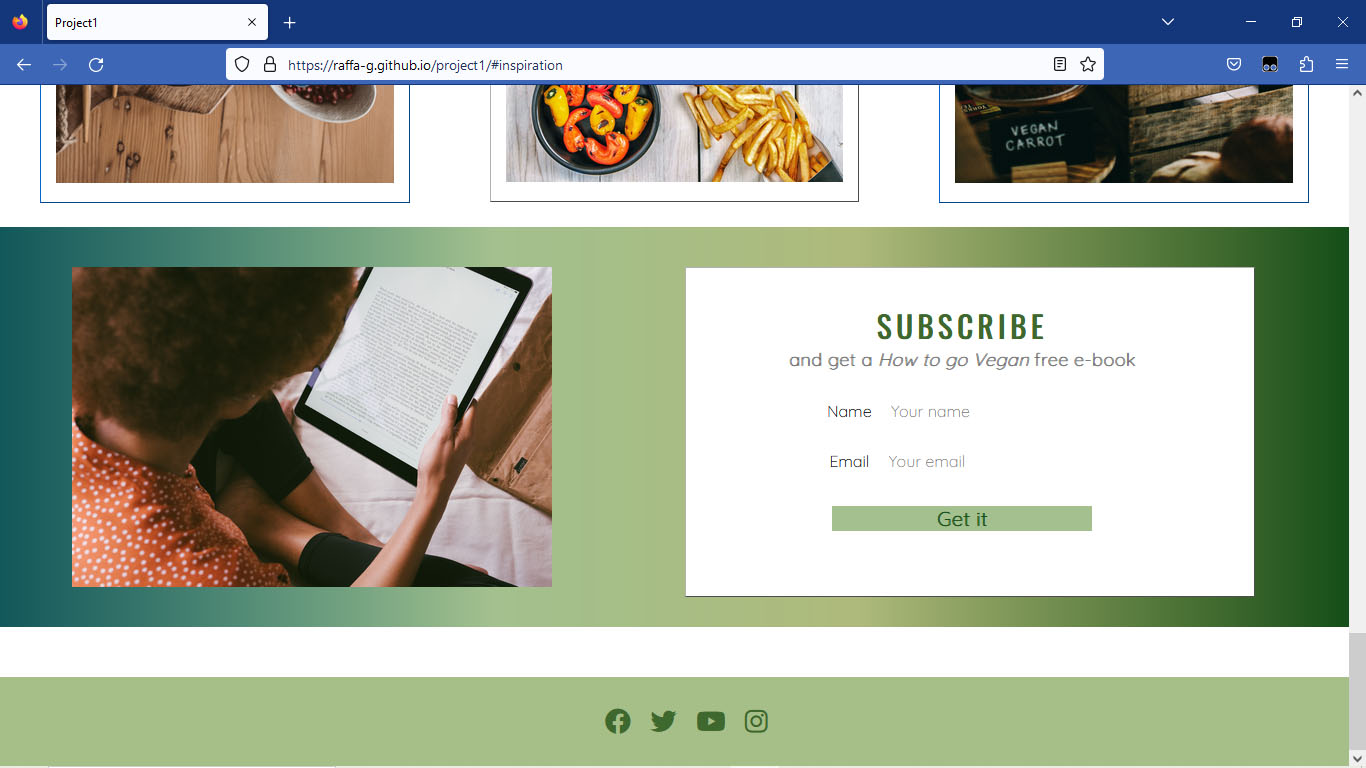 Project1
https://raffa-g.github.io/project1/#inspiration
VEGAN
CARROT
SUBSCRIBE
and get a How to go Vegan free e-book
Name Your name
Email Your email
Get it